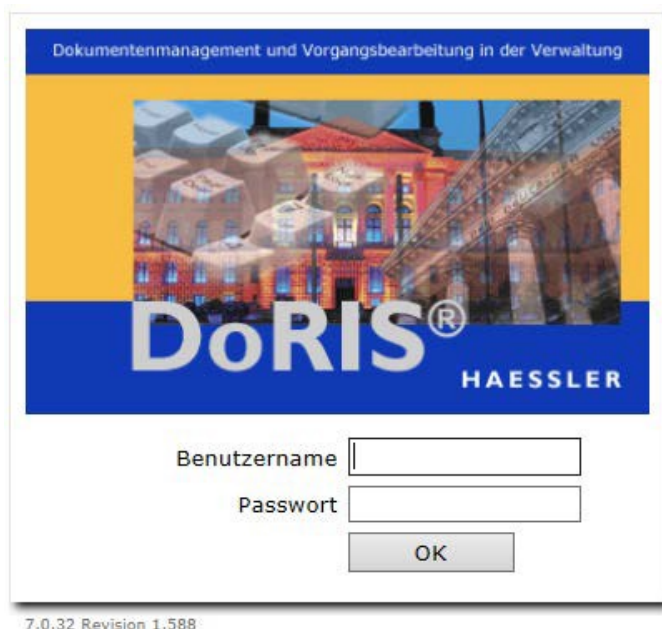 Dokumentenmanagement und Vorgangsbearbeitung in der Verwaltung
DoRIS®
HAESSLER
Benutzername
Passwort
OK
7.0.32 Revision 1.588